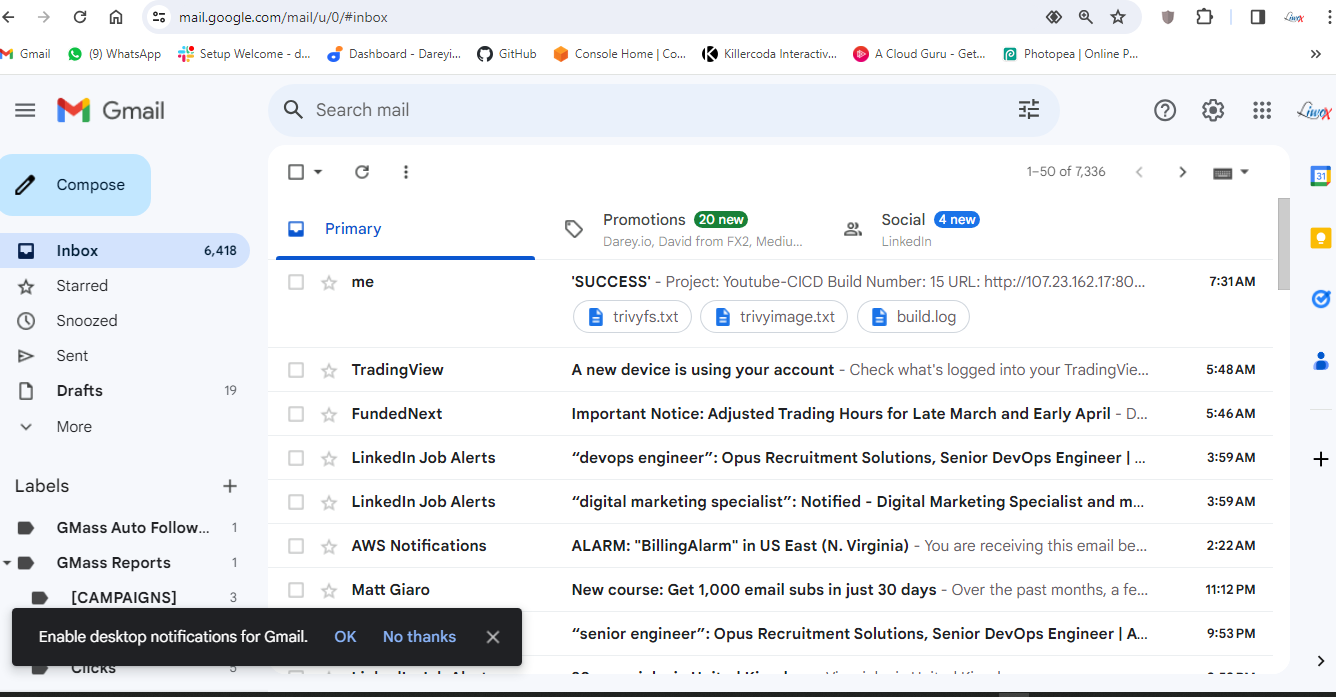 mail.google.com/mail/u/0/#inbox
Gmail (9) WhatsApp Setup Welcome - d... Dashboard - Dareyi... GitHub Console Home | Co... Killercoda Interactiv... A Cloud Guru - Get... Photopea | Online P... »
Gmail
Search mail
Liwox
Compose
1–50 of 7,336
31
Primary
Promotions 20 new
Darey.io, David from FX2, Mediu...
Social 4 new
LinkedIn
Inbox 6,418
Starred
Snoozed
Sent
Drafts 19
More
Labels
GMass Auto Follow... 1
GMass Reports 1
[CAMPAIGNS] 3
Clicks 5
me 'SUCCESS' - Project: Youtube-CICD Build Number: 15 URL: http://107.23.162.17:80... 7:31 AM
trivyfs.txt trivyimage.txt build.log
TradingView A new device is using your account - Check what's logged into your TradingVie... 5:48 AM
FundedNext Important Notice: Adjusted Trading Hours for Late March and Early April - D... 5:46 AM
LinkedIn Job Alerts “devops engineer”: Opus Recruitment Solutions, Senior DevOps Engineer | ... 3:59 AM
LinkedIn Job Alerts “digital marketing specialist”: Notified - Digital Marketing Specialist and m... 3:59 AM
AWS Notifications ALARM: "BillingAlarm" in US East (N. Virginia) - You are receiving this email be... 2:22 AM
Matt Giaro New course: Get 1,000 email subs in just 30 days - Over the past months, a fe... 11:12 PM
“senior engineer”: Opus Recruitment Solutions, Senior DevOps Engineer | A... 9:53 PM
Enable desktop notifications for Gmail. OK No thanks